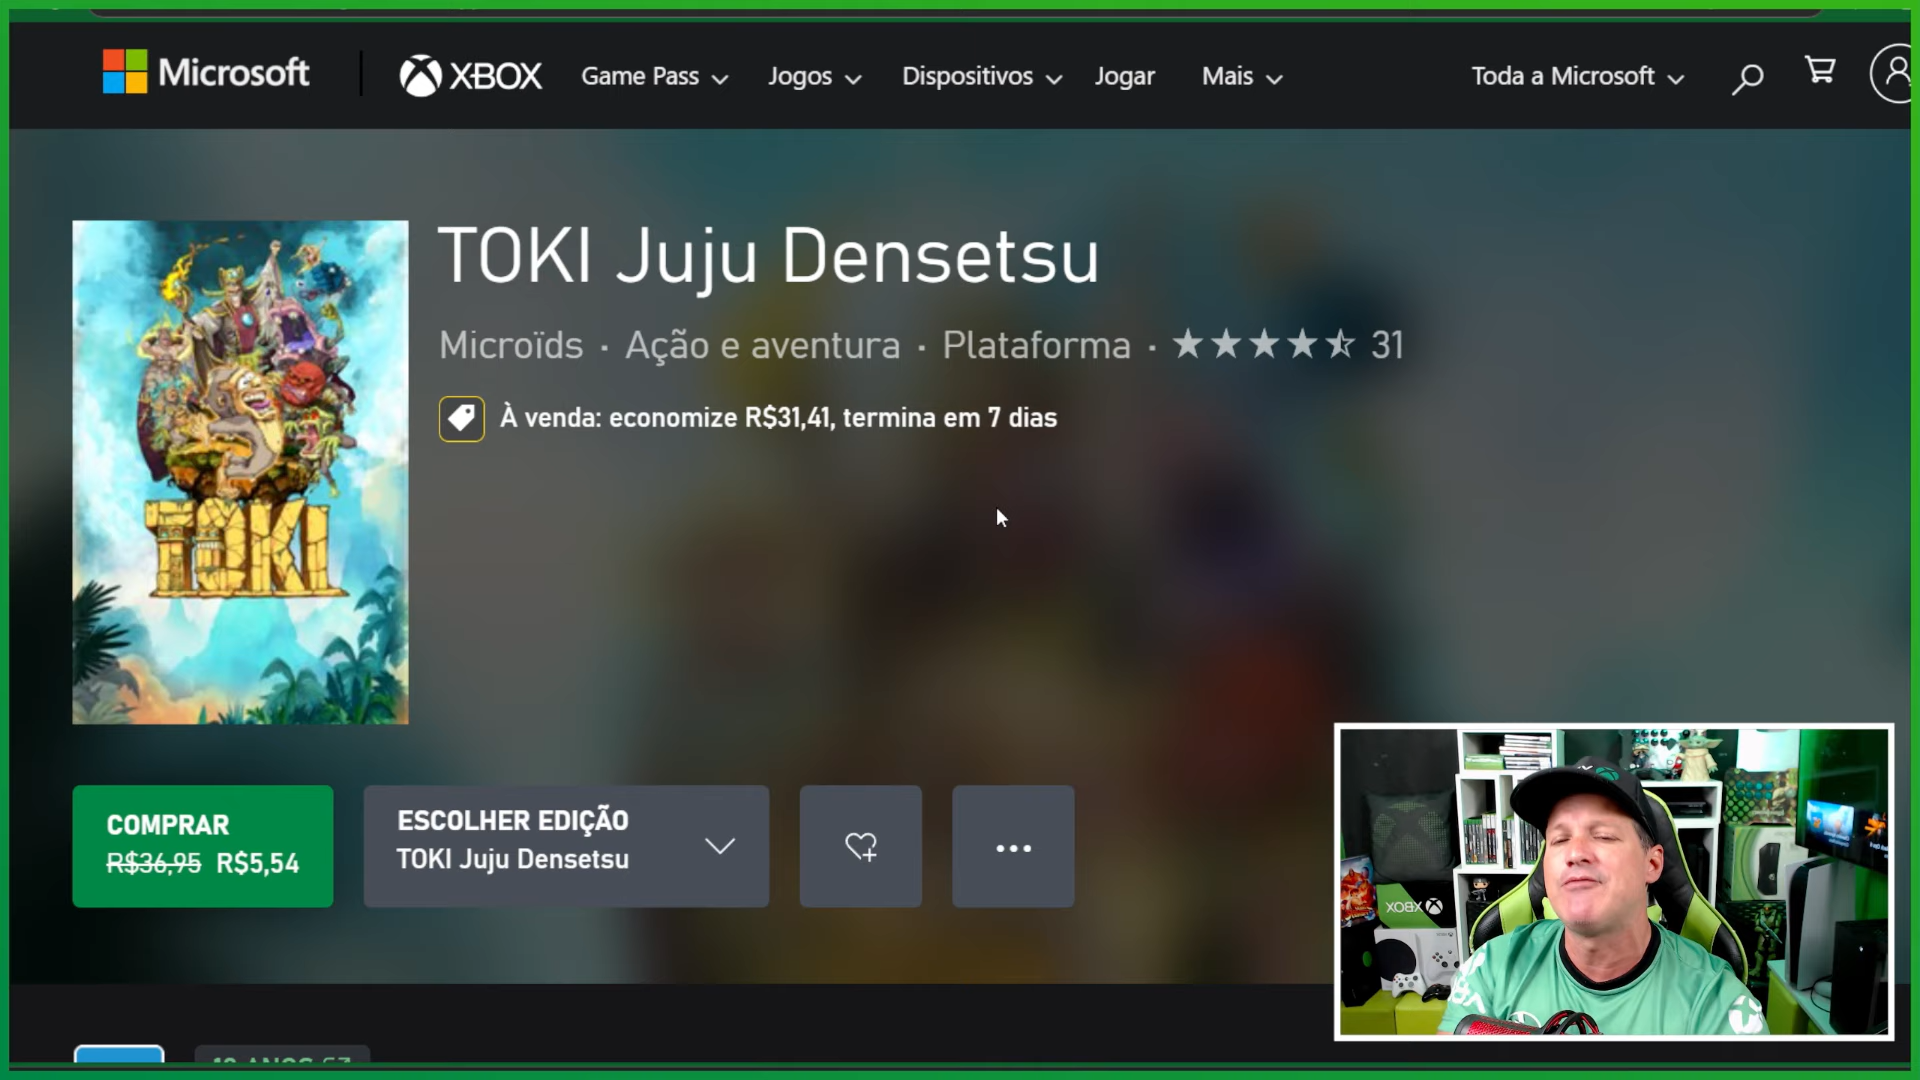 Microsoft
XBOX
Game Pass
Jogos
Dispositivos
Jogar
Mais
Toda a Microsoft
TOKI Juju Densetsu
Microïds · Ação e aventura · Plataforma · 31
À venda: economize R$31,41, termina em 7 dias
TOKI
COMPRAR
R$36,95 R$5,54
ESCOLHER EDIÇÃO
TOKI Juju Densetsu
XBOX